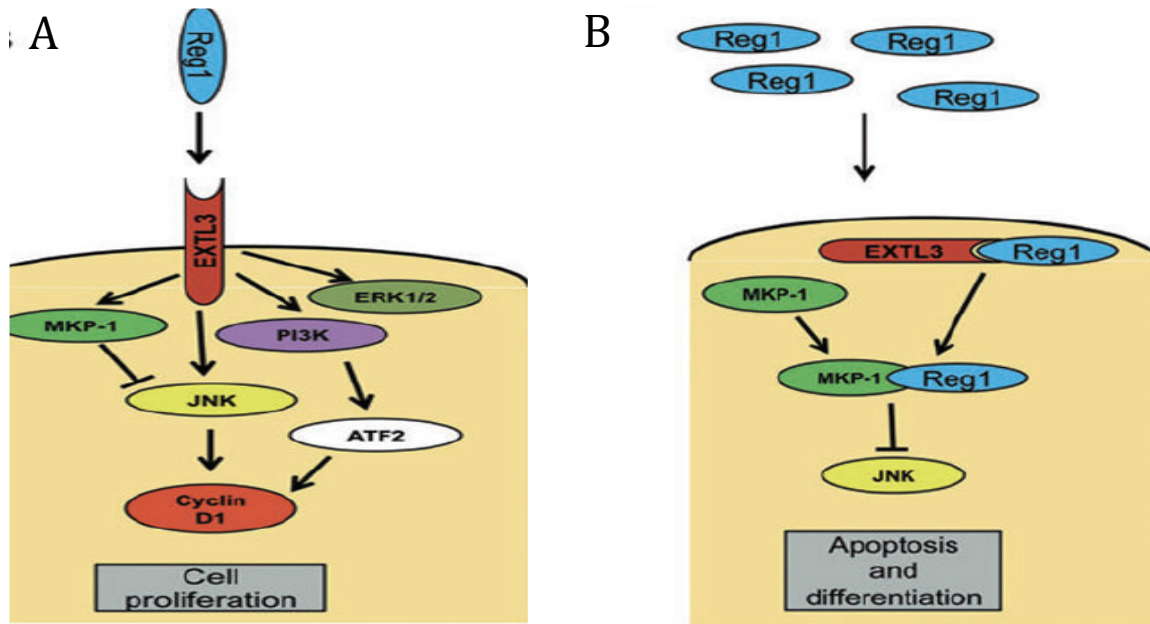 A
Reg1
EXTL3
ERK1/2
MKP-1
PI3K
JNK
ATF2
Cyclin
D1
Cell
proliferation
B
Reg1
Reg1
Reg1
Reg1
EXTL3
Reg1
MKP-1
MKP-1
Reg1
JNK
Apoptosis
and
differentiation